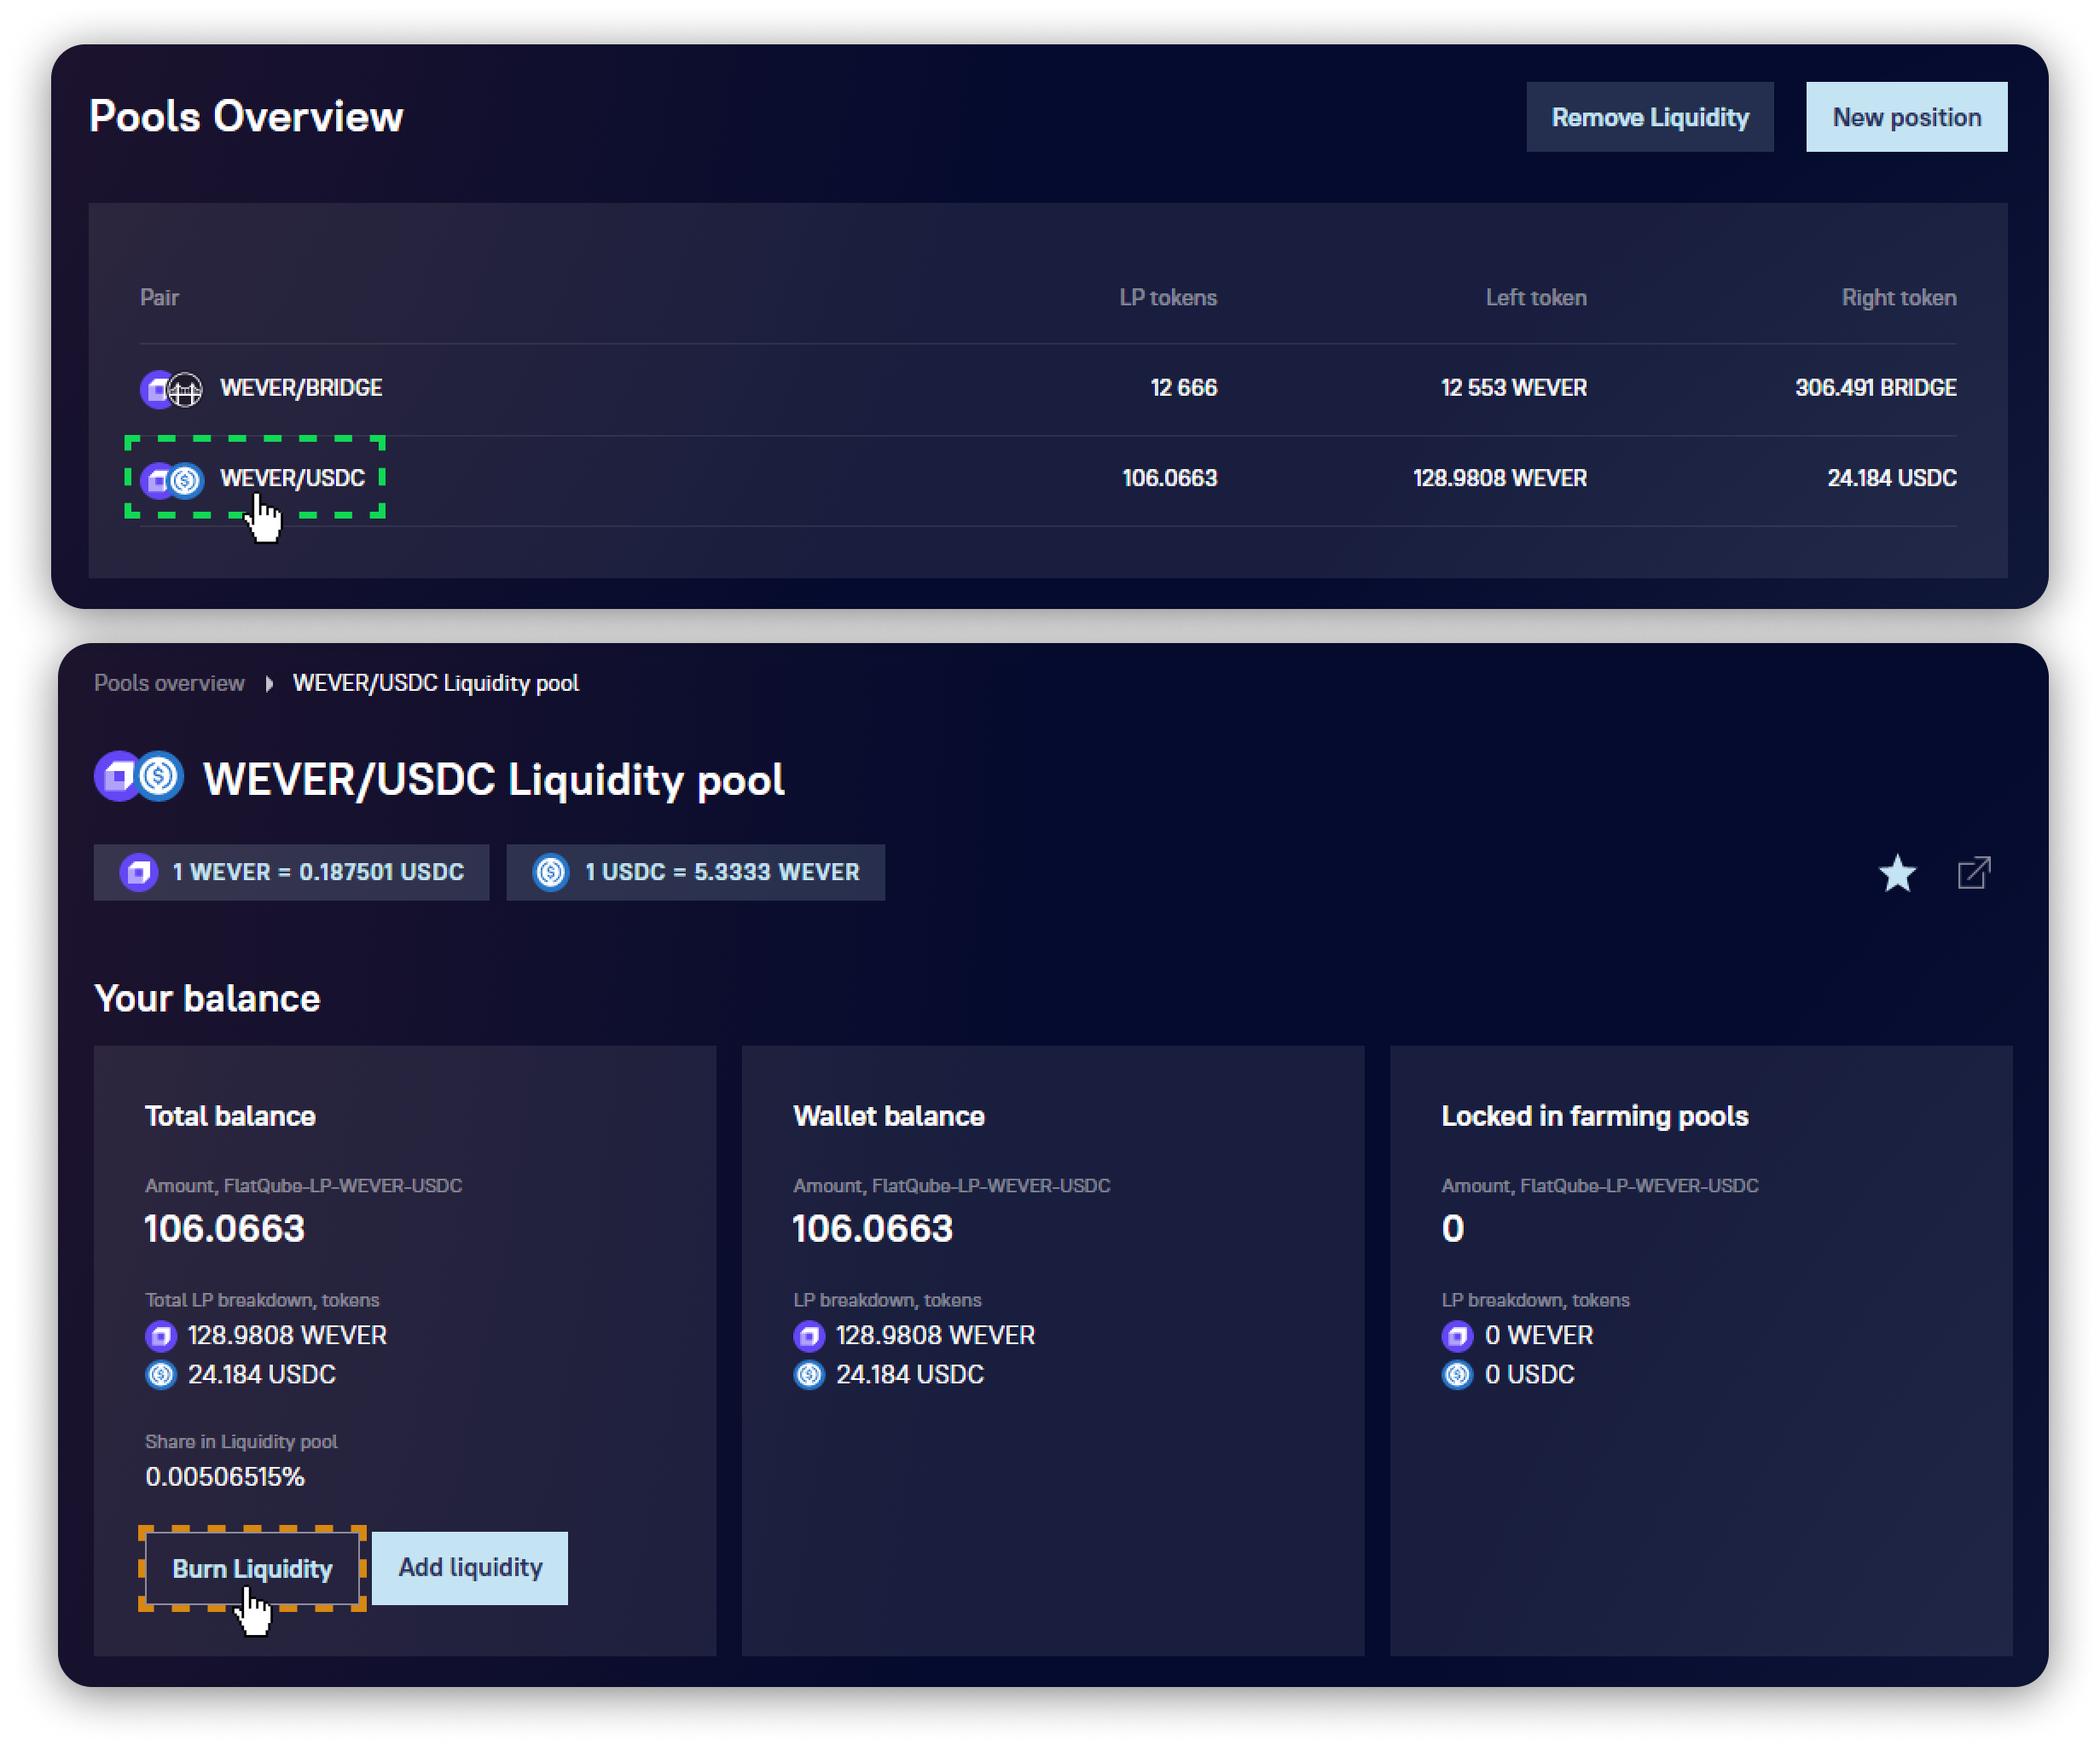 Pools Overview
Remove Liquidity
New position
Pair LP tokens Left token Right token
WEVER/BRIDGE 12 666 12 553 WEVER 306.491 BRIDGE
WEVER/USDC 106.0663 128.9808 WEVER 24.184 USDC
Pools overview WEVER/USDC Liquidity pool
WEVER/USDC Liquidity pool
1 WEVER = 0.187501 USDC
1 USDC = 5.3333 WEVER
Your balance
Total balance
Amount, FlatQube-LP-WEVER-USDC
106.0663
Total LP breakdown, tokens
128.9808 WEVER
24.184 USDC
Share in Liquidity pool
0.00506515%
Burn Liquidity
Add liquidity
Wallet balance
Amount, FlatQube-LP-WEVER-USDC
106.0663
LP breakdown, tokens
128.9808 WEVER
24.184 USDC
Locked in farming pools
Amount, FlatQube-LP-WEVER-USDC
0
LP breakdown, tokens
0 WEVER
0 USDC